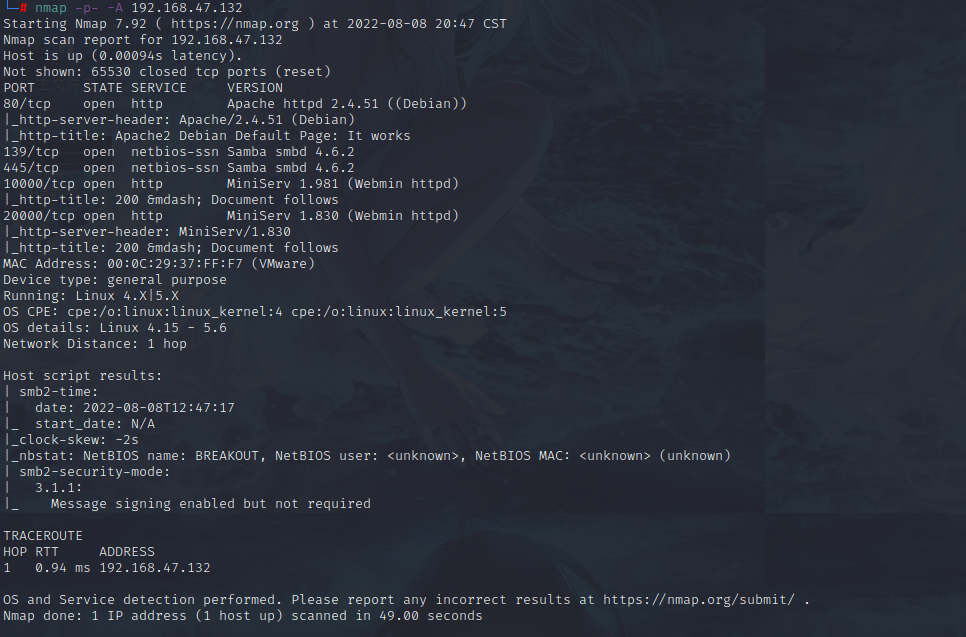 └─# nmap -p- -A 192.168.47.132
Starting Nmap 7.92 ( https://nmap.org ) at 2022-08-08 20:47 CST
Nmap scan report for 192.168.47.132
Host is up (0.00094s latency).
Not shown: 65530 closed tcp ports (reset)
PORT      STATE SERVICE     VERSION
80/tcp    open  http        Apache httpd 2.4.51 ((Debian))
|_http-server-header: Apache/2.4.51 (Debian)
|_http-title: Apache2 Debian Default Page: It works
139/tcp   open  netbios-ssn Samba smbd 4.6.2
445/tcp   open  netbios-ssn Samba smbd 4.6.2
10000/tcp open  http        MiniServ 1.981 (Webmin httpd)
|_http-title: 200 &mdash; Document follows
20000/tcp open  http        MiniServ 1.830 (Webmin httpd)
|_http-server-header: MiniServ/1.830
|_http-title: 200 &mdash; Document follows
MAC Address: 00:0C:29:37:FF:F7 (VMware)
Device type: general purpose
Running: Linux 4.X|5.X
OS CPE: cpe:/o:linux:linux_kernel:4 cpe:/o:linux:linux_kernel:5
OS details: Linux 4.15 - 5.6
Network Distance: 1 hop

Host script results:
| smb2-time:
|   date: 2022-08-08T12:47:17
|_  start_date: N/A
|_clock-skew: -2s
|_nbstat: NetBIOS name: BREAKOUT, NetBIOS user: <unknown>, NetBIOS MAC: <unknown> (unknown)
| smb2-security-mode:
|   3.1.1:
|_    Message signing enabled but not required

TRACEROUTE
HOP RTT     ADDRESS
1   0.94 ms 192.168.47.132

OS and Service detection performed. Please report any incorrect results at https://nmap.org/submit/ .
Nmap done: 1 IP address (1 host up) scanned in 49.00 seconds